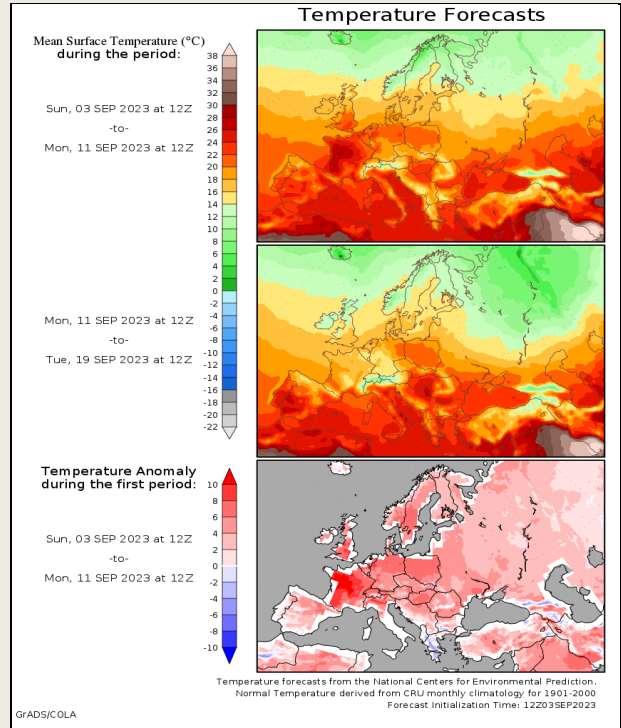 Temperature Forecasts
Mean Surface Temperature (°C)
during the period:
Sun, 03 SEP 2023 at 12Z
-to-
Mon, 11 SEP 2023 at 12Z
38
36
34
32
30
28
26
24
22
20
18
16
14
12
10
8
6
4
2
0
-2
-4
-6
-8
-10
-12
-14
-16
-18
-20
-22
Mon, 11 SEP 2023 at 12Z
-to-
Tue, 19 SEP 2023 at 12Z
Temperature Anomaly
during the first period:
Sun, 03 SEP 2023 at 12Z
-to-
Mon, 11 SEP 2023 at 12Z
10
8
6
4
2
0
-2
-4
-6
-8
-10
Temperature forecasts from the National Centers for Environmental Prediction.
Normal Temperature derived from CRU monthly climatology for 1901-2000
Forecast Initialization Time: 12Z03SEP2023
GrADS/COLA